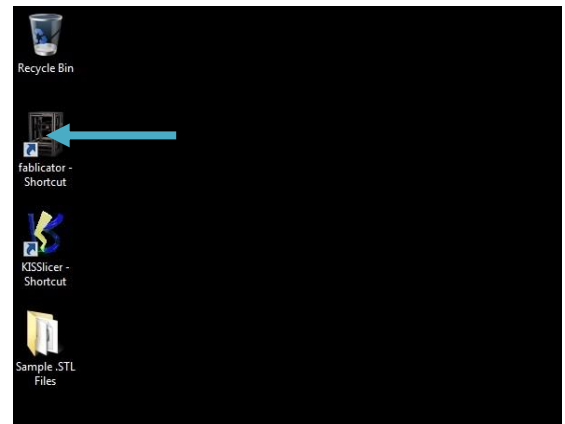 Recycle Bin
fablicator -
Shortcut
KISSlicer -
Shortcut
Sample .STL
Files